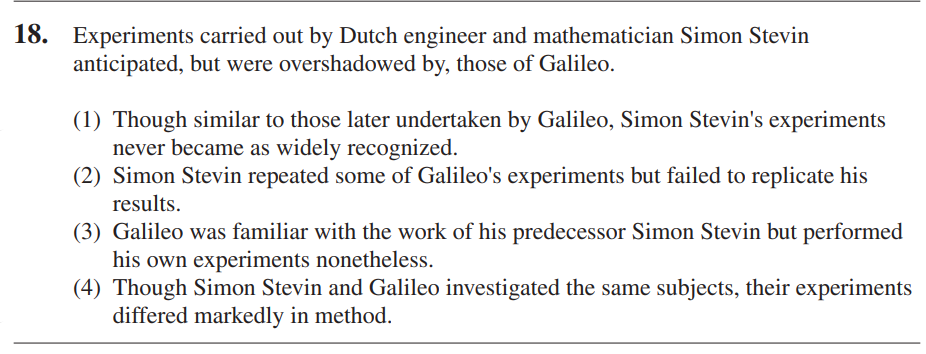 18. Experiments carried out by Dutch engineer and mathematician Simon Stevin
anticipated, but were overshadowed by, those of Galileo.
(1) Though similar to those later undertaken by Galileo, Simon Stevin's experiments
never became as widely recognized.
(2) Simon Stevin repeated some of Galileo's experiments but failed to replicate his
results.
(3) Galileo was familiar with the work of his predecessor Simon Stevin but performed
his own experiments nonetheless.
(4) Though Simon Stevin and Galileo investigated the same subjects, their experiments
differed markedly in method.